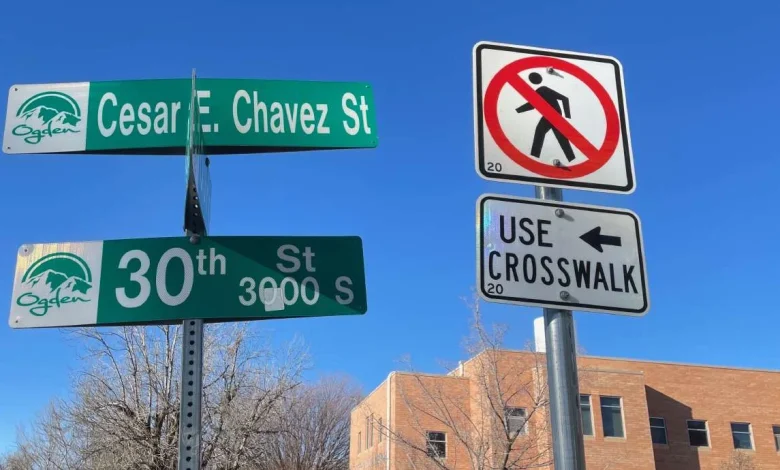 Ogden
Cesar E. Chavez St
Ogden
30th St
3000 S
20
USE
CROSSWALK
20